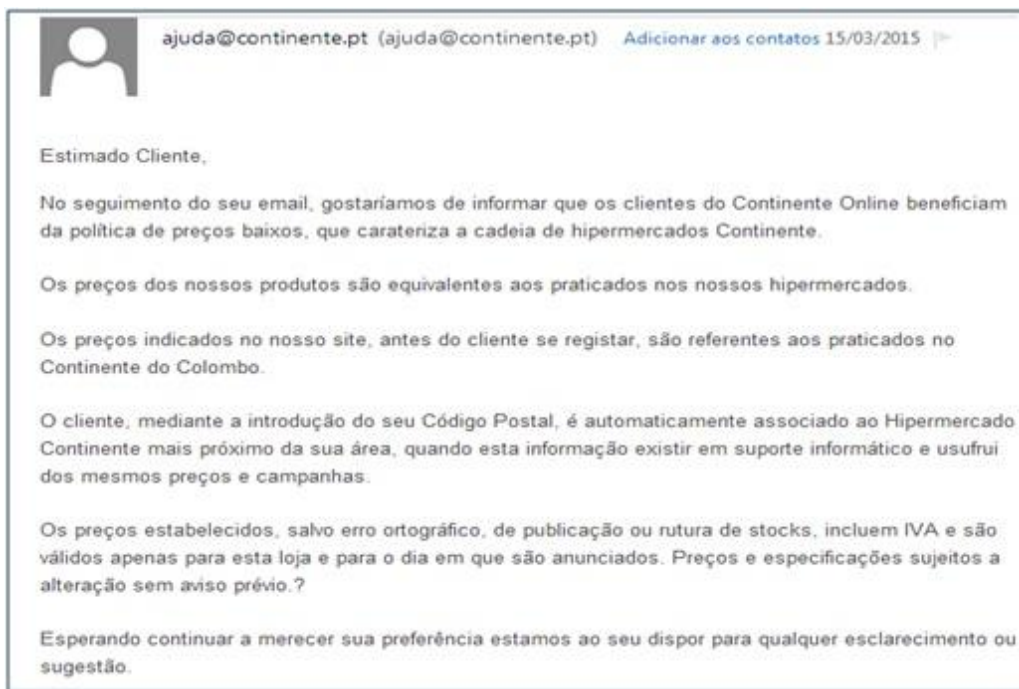 ajuda@continente.pt (ajuda@continente.pt) Adicionar aos contatos 15/03/2015
Estimado Cliente,
No seguimento do seu email, gostaríamos de informar que os clientes do Continente Online beneficiam
da política de preços baixos, que carateriza a cadeia de hipermercados Continente.
Os preços dos nossos produtos são equivalentes aos praticados nos nossos hipermercados.
Os preços indicados no nosso site, antes do cliente se registar, são referentes aos praticados no
Continente do Colombo.
O cliente, mediante a introdução do seu Código Postal, é automaticamente associado ao Hipermercado
Continente mais próximo da sua área, quando esta informação existir em suporte informático e usufrui
dos mesmos preços e campanhas.
Os preços estabelecidos, salvo erro ortográfico, de publicação ou rutura de stocks, incluem IVA e são
válidos apenas para esta loja e para o dia em que são anunciados. Preços e especificações sujeitos a
alteração sem aviso prévio.?
Esperando continuar a merecer sua preferência estamos ao seu dispor para qualquer esclarecimento ou
sugestão.